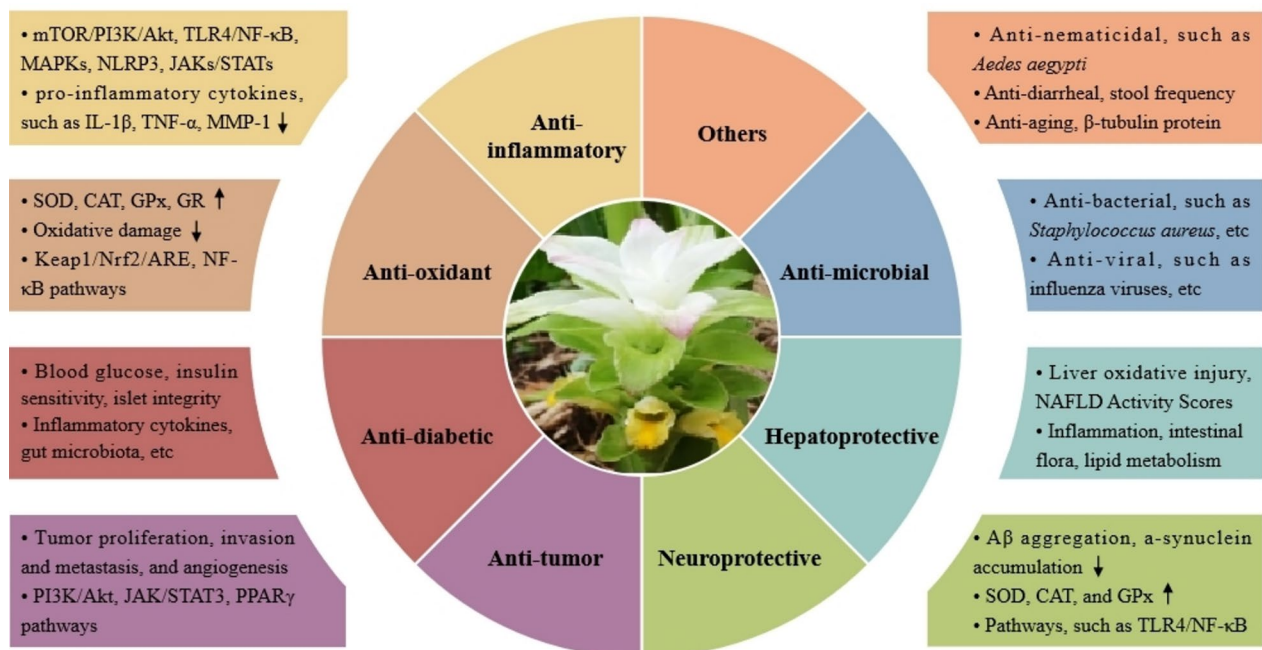 • mTOR/PI3K/Akt, TLR4/NF-κB,
MAPKs, NLRP3, JAKs/STATs
• pro-inflammatory cytokines,
such as IL-1β, TNF-α, MMP-1 ↓
• SOD, CAT, GPx, GR ↑
• Oxidative damage ↓
• Keap1/Nrf2/ARE, NF-
κB pathways
• Blood glucose, insulin
sensitivity, islet integrity
• Inflammatory cytokines,
gut microbiota, etc
• Tumor proliferation, invasion
and metastasis, and angiogenesis
• PI3K/Akt, JAK/STAT3, PPARγ
pathways
Anti-
inflammatory
Others
Anti-oxidant
Anti-microbial
Anti-diabetic
Hepatoprotective
Anti-tumor
Neuroprotective
• Anti-nematicidal, such as
Aedes aegypti
• Anti-diarrheal, stool frequency
• Anti-aging, β-tubulin protein
• Anti-bacterial, such as
Staphylococcus aureus, etc
• Anti-viral, such as
influenza viruses, etc
• Liver oxidative injury,
NAFLD Activity Scores
• Inflammation, intestinal
flora, lipid metabolism
• Aβ aggregation, a-synuclein
accumulation ↓
• SOD, CAT, and GPx ↑
• Pathways, such as TLR4/NF-κB